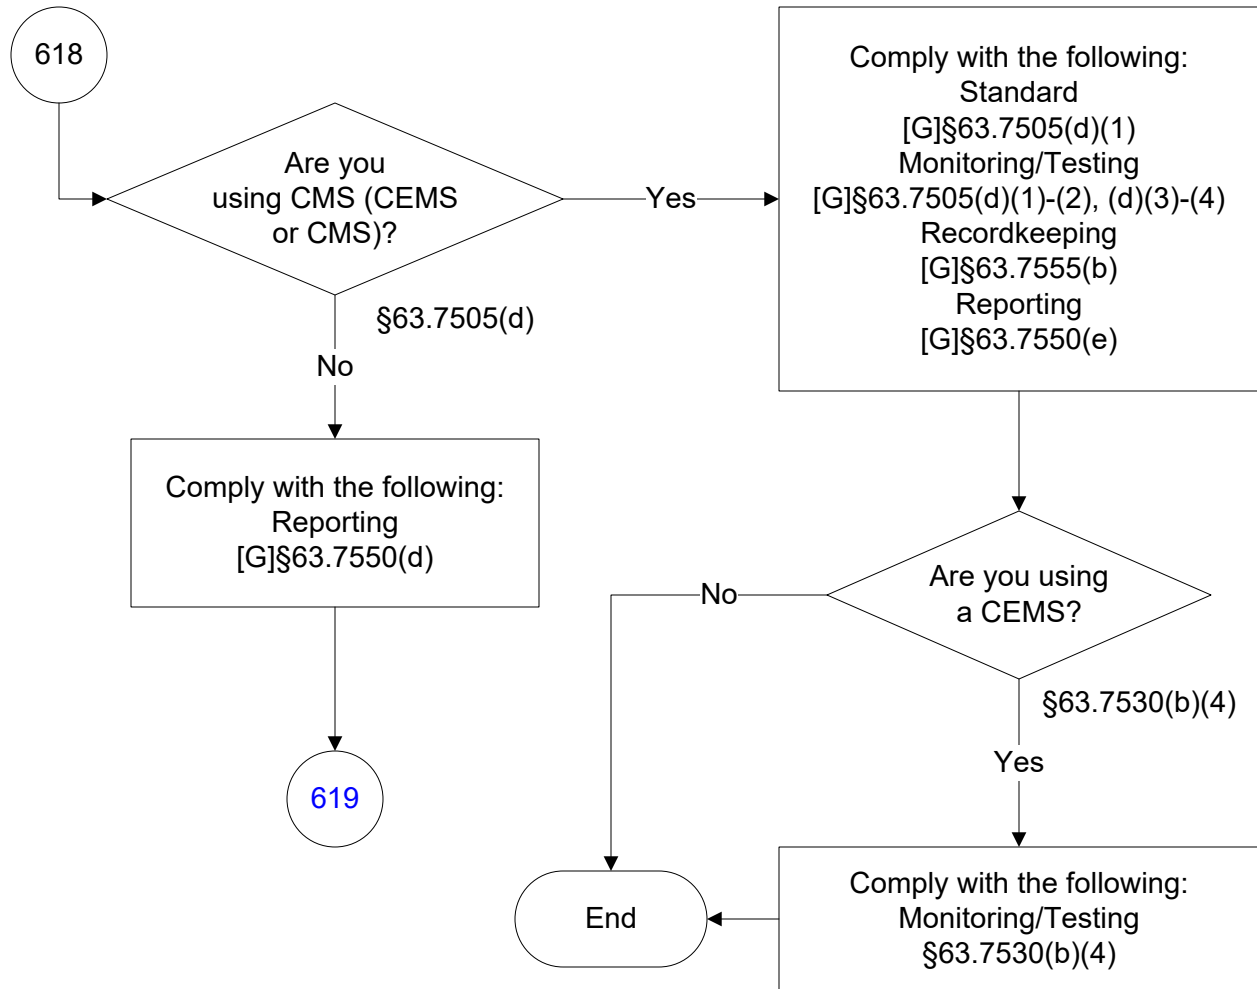 618
Are you
using CMS (CEMS
or CMS)?
Yes
§63.7505(d)
No
Comply with the following:
Standard
[G]§63.7505(d)(1)
Monitoring/Testing
[G]§63.7505(d)(1)-(2), (d)(3)-(4)
Recordkeeping
[G]§63.7555(b)
Reporting
[G]§63.7550(e)
Comply with the following:
Reporting
[G]§63.7550(d)
619
Are you using
a CEMS?
No
§63.7530(b)(4)
Yes
Comply with the following:
Monitoring/Testing
§63.7530(b)(4)
End